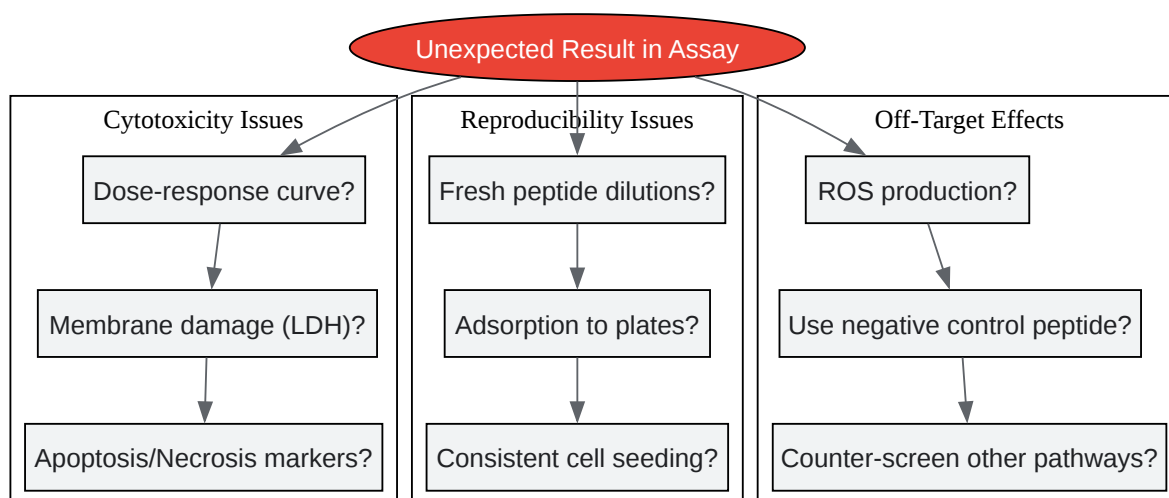 Unexpected Result in Assay
Cytotoxicity Issues
Dose-response curve?
Membrane damage (LDH)?
Apoptosis/Necrosis markers?
Reproducibility Issues
Fresh peptide dilutions?
Adsorption to plates?
Consistent cell seeding?
Off-Target Effects
ROS production?
Use negative control peptide?
Counter-screen other pathways?